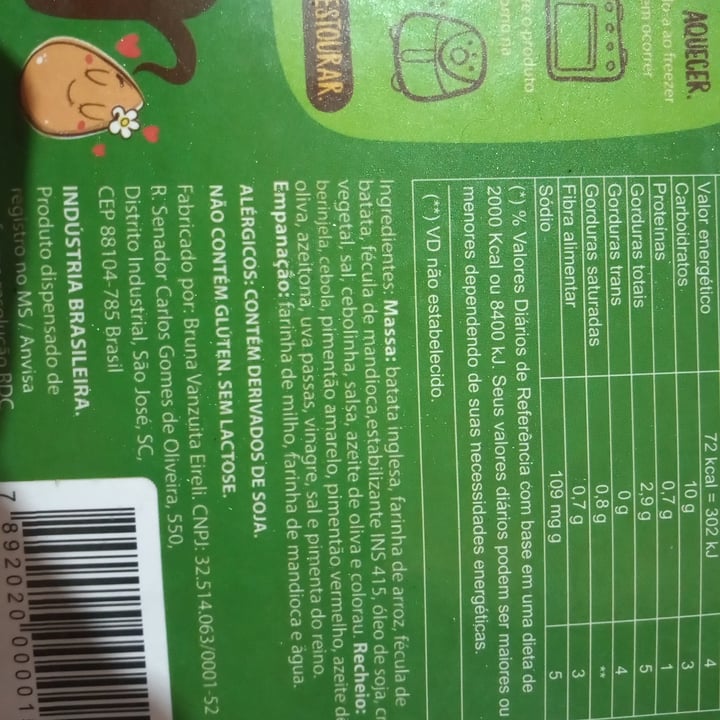 AQUECER.
ao freezer
ocorrer
o produto
ESTOURAR
Valor energético 72 kcal = 302 kJ 4
Carboidratos 10 g 3
Proteínas 0,7 g 1
Gorduras totais 2,9 g 5
Gorduras trans 0 g 4
Gorduras saturadas 0,8 g **
Fibra alimentar 0,7 g 3
Sódio 109 mg g 5
(*) % Valores Diários de Referência com base em uma dieta de
2000 Kcal ou 8400 kJ. Seus valores diários podem ser maiores ou
menores dependendo de suas necessidades energéticas.
(**) VD não estabelecido.
Ingredientes: Massa: batata inglesa, farinha de arroz, fécula de
batata, fécula de mandioca,estabilizante INS 415, óleo de soja,
vegetal, sal, cebolinha, salsa, azeite de oliva e colorau. Recheio:
berinjela, cebola, pimentão amarelo, pimentão vermelho, azeite
oliva, azeitona, uva passas, vinagre, sal e pimenta do reino.
Empanação: farinha de milho, farinha de mandioca e água.
ALÉRGICOS: CONTÉM DERIVADOS DE SOJA.
NÃO CONTÉM GLÚTEN. SEM LACTOSE.
Fabricado por: Bruna Vanzuita Eireli. CNPJ: 32.514.063/0001-52
R. Senador Carlos Gomes de Oliveira, 550,
Distrito Industrial, São José, SC,
CEP 88104-785 Brasil
INDÚSTRIA BRASILEIRA.
Produto dispensado de
registro no MS / Anvisa
RDC
7 892020 00001